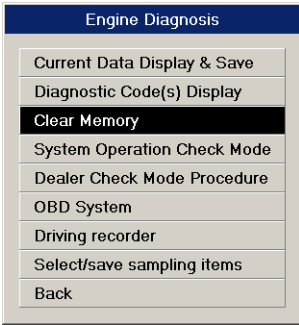 Engine Diagnosis
Current Data Display & Save
Diagnostic Code(s) Display
Clear Memory
System Operation Check Mode
Dealer Check Mode Procedure
OBD System
Driving recorder
Select/save sampling items
Back